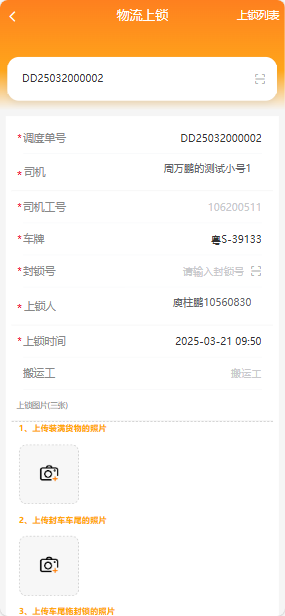 物流上锁
上锁列表
DD25032000002
*调度单号 DD25032000002
*司机 周万鹏的测试小号1
*司机工号 106200511
*车牌 粤S-39133
*封锁号 请输入封锁号
*上锁人 庾柱鹏10560830
*上锁时间 2025-03-21 09:50
搬运工 搬运工
上锁图片(三张)
1、上传装满货物的照片
2、上传封车车尾的照片
3、上传车尾施封锁的照片